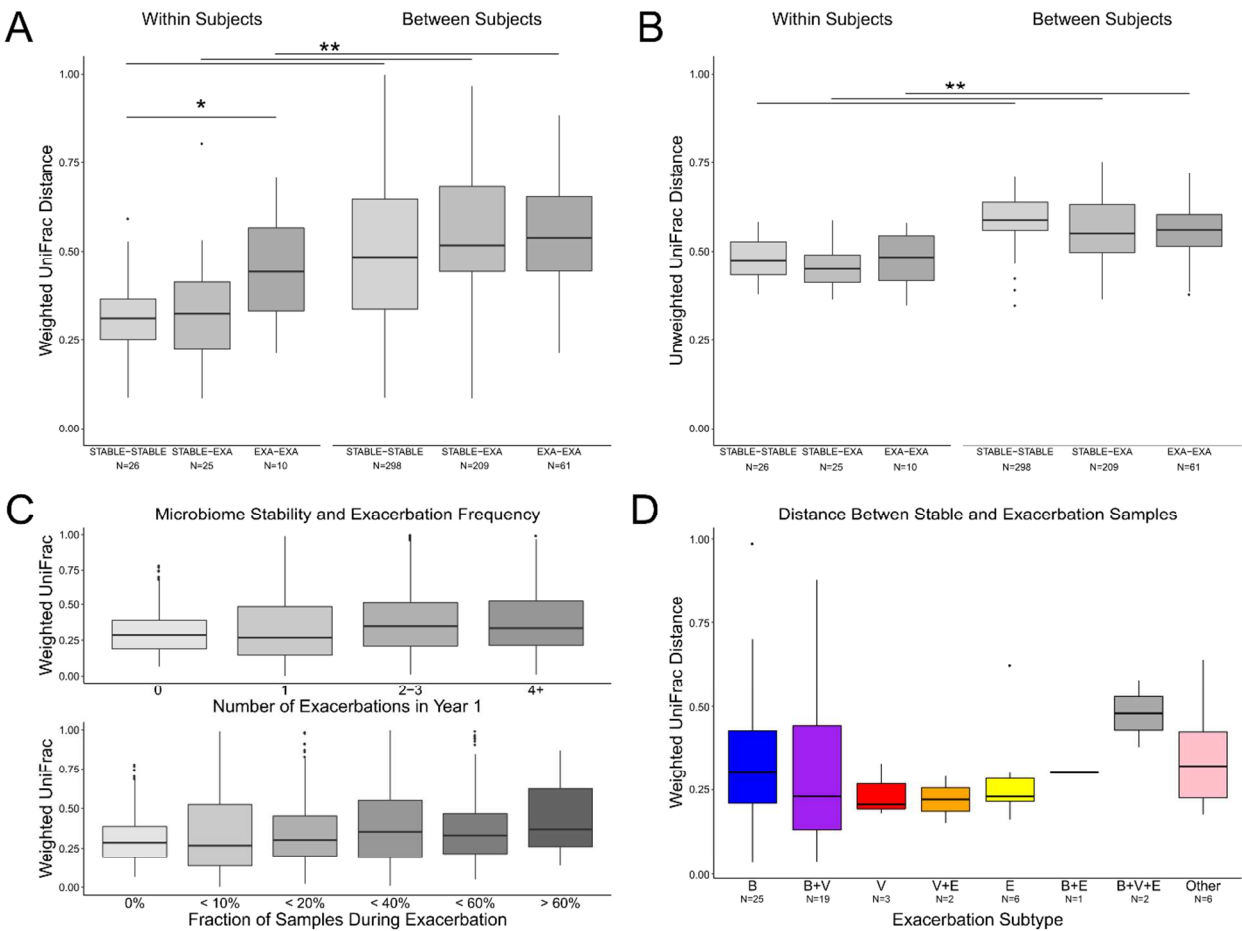 A
Within Subjects Between Subjects
**
*
Weighted UniFrac Distance
1.00
0.75
0.50
0.25
0.00
STABLE−STABLE STABLE−EXA EXA−EXA STABLE−STABLE STABLE−EXA EXA−EXA
N=26 N=25 N=10 N=298 N=209 N=61
B
Within Subjects Between Subjects
**
Unweighted UniFrac Distance
1.00
0.75
0.50
0.25
0.00
STABLE−STABLE STABLE−EXA EXA−EXA STABLE−STABLE STABLE−EXA EXA−EXA
N=26 N=25 N=10 N=298 N=209 N=61
C
Microbiome Stability and Exacerbation Frequency
Weighted UniFrac
1.00
0.75
0.50
0.25
0.00
0 1 2−3 4+
Number of Exacerbations in Year 1
Weighted UniFrac
1.00
0.75
0.50
0.25
0.00
0% < 10% < 20% < 40% < 60% > 60%
Fraction of Samples During Exacerbation
D
Distance Betwen Stable and Exacerbation Samples
Weighted UniFrac Distance
1.00
0.75
0.50
0.25
0.00
B B+V V V+E E B+E B+V+E Other
N=25 N=19 N=3 N=2 N=6 N=1 N=2 N=6
Exacerbation Subtype